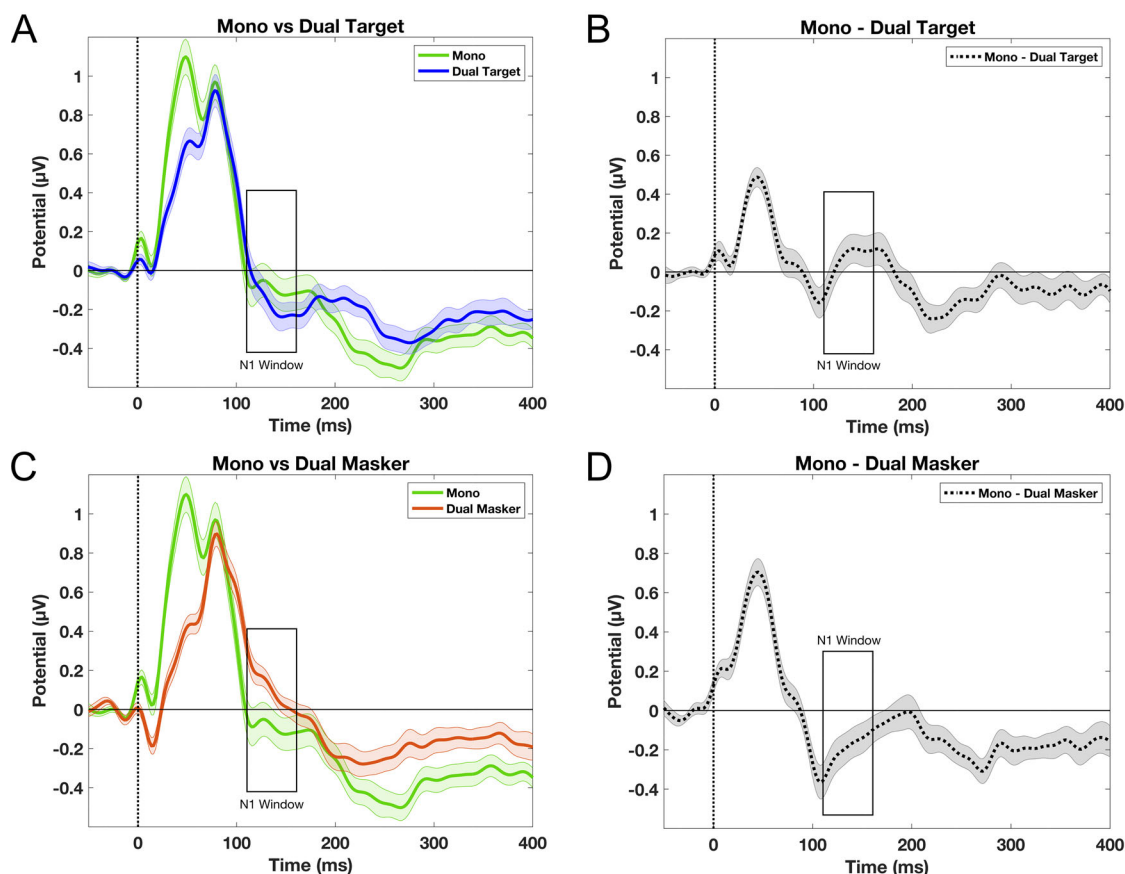 A
Mono vs Dual Target
Mono
Dual Target
Potential (µV)
1
0.8
0.6
0.4
0.2
0
-0.2
-0.4
N1 Window
0
100
200
300
400
Time (ms)
B
Mono - Dual Target
Mono - Dual Target
Potential (µV)
1
0.8
0.6
0.4
0.2
0
-0.2
-0.4
N1 Window
0
100
200
300
400
Time (ms)
C
Mono vs Dual Masker
Mono
Dual Masker
Potential (µV)
1
0.8
0.6
0.4
0.2
0
-0.2
-0.4
N1 Window
0
100
200
300
400
Time (ms)
D
Mono - Dual Masker
Mono - Dual Masker
Potential (µV)
1
0.8
0.6
0.4
0.2
0
-0.2
-0.4
N1 Window
0
100
200
300
400
Time (ms)